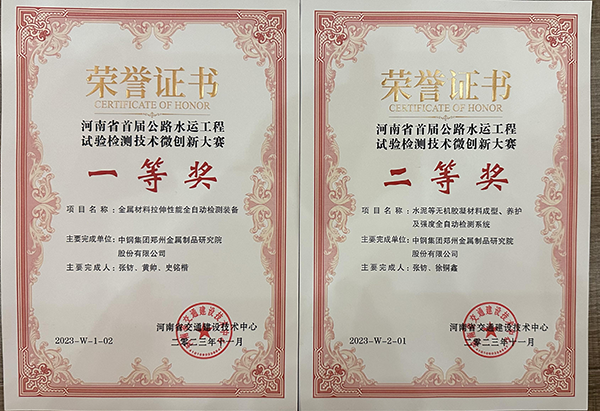 荣誉证书
CERTIFICATE OF HONOR
河南省首届公路水运工程
试验检测技术微创新大赛
一等奖
项目名称：金属材料拉伸性能全自动检测装备
主要完成单位：中钢集团郑州金属制品研究院
股份有限公司
主要完成人：张钫、黄帅、史铭楷
河南省交通建设技术中心
2023-W-1-02
二〇二三年十一月
荣誉证书
CERTIFICATE OF HONOR
河南省首届公路水运工程
试验检测技术微创新大赛
二等奖
项目名称：水泥等无机胶凝材料成型、养护
及强度全自动检测系统
主要完成单位：中钢集团郑州金属制品研究院
股份有限公司
主要完成人：张钫、徐铜鑫
河南省交通建设技术中心
2023-W-2-01
二〇二三年十一月